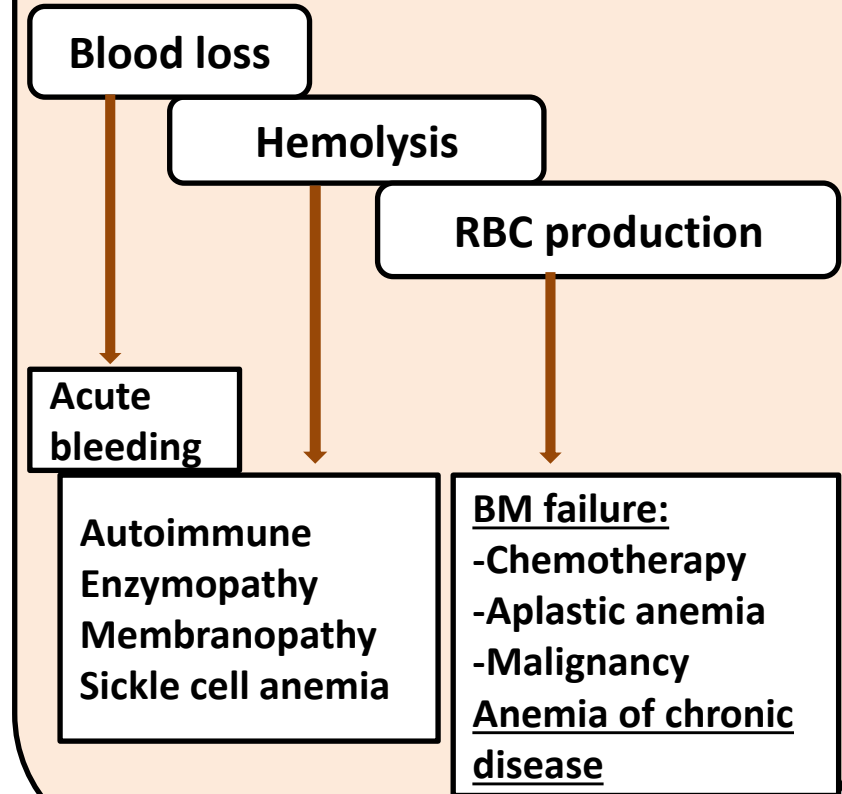 Blood loss
Hemolysis
RBC production
Acute
bleeding
Autoimmune
Enzymopathy
Membranopathy
Sickle cell anemia
BM failure:
-Chemotherapy
-Aplastic anemia
-Malignancy
Anemia of chronic
disease